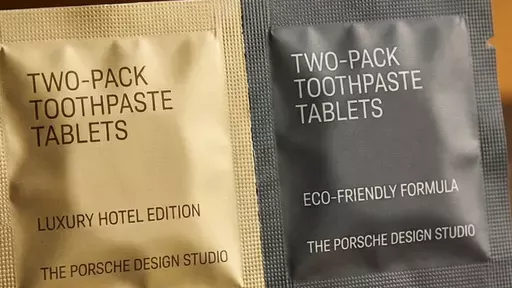 TWO-PACK
TOOTHPASTE
TABLETS
LUXURY HOTEL EDITION
THE PORSCHE DESIGN STUDIO
TWO-PACK
TOOTHPASTE
TABLETS
ECO-FRIENDLY FORMULA
THE PORSCHE DESIGN STUDIO